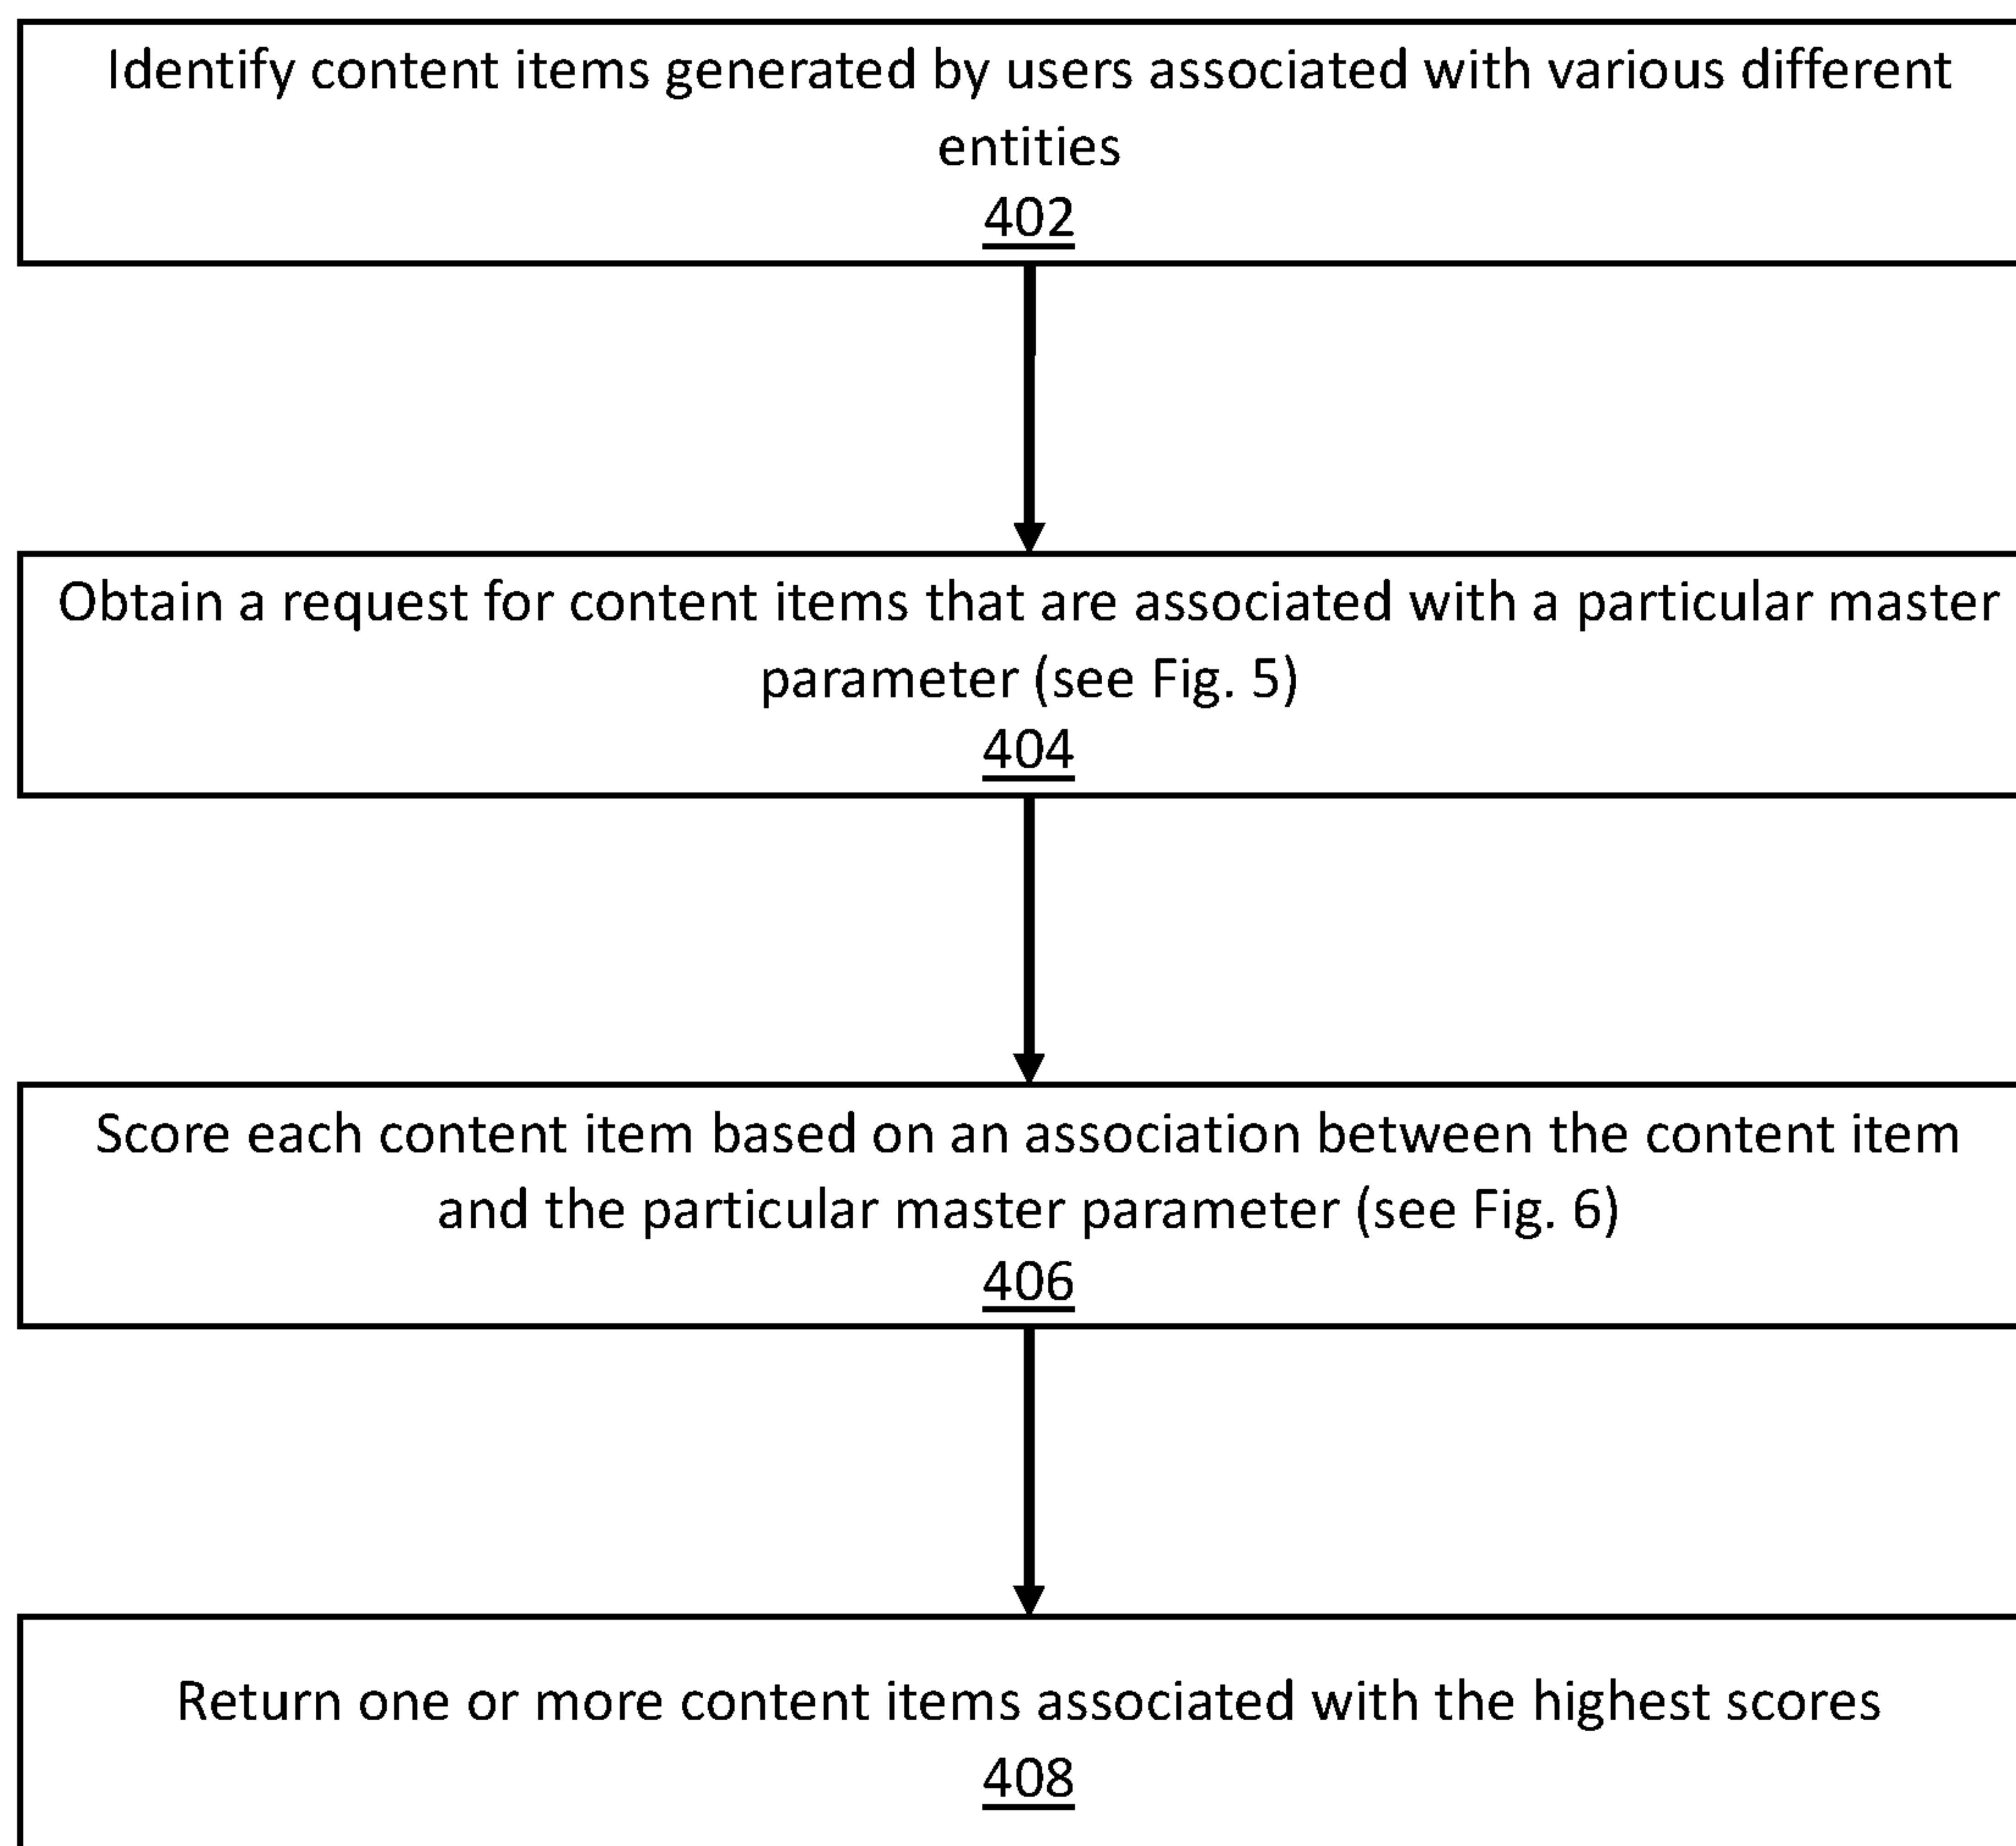 Identify content items generated by users associated with various different
entities
402
Obtain a request for content items that are associated with a particular master
parameter (see Fig. 5)
404
Score each content item based on an association between the content item
and the particular master parameter (see Fig. 6)
406
Return one or more content items associated with the highest scores
408